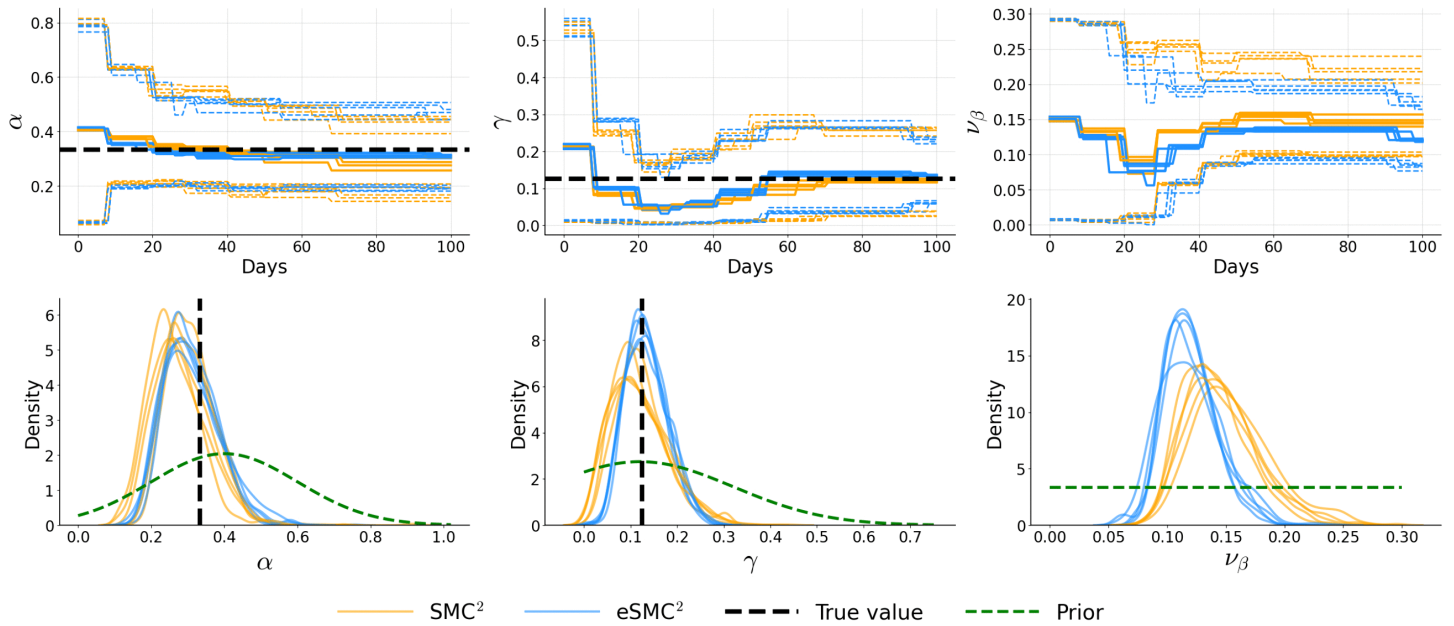 0.8
0.6
0.4
0.2
α
0 20 40 60 80 100
Days
0.5
0.4
0.3
0.2
0.1
0.0
γ
0 20 40 60 80 100
Days
0.30
0.25
0.20
0.15
0.10
0.05
0.00
ν_β
0 20 40 60 80 100
Days
6
5
4
3
2
1
0
Density
0.0 0.2 0.4 0.6 0.8 1.0
α
8
6
4
2
0
Density
0.0 0.1 0.2 0.3 0.4 0.5 0.6 0.7
γ
20
15
10
5
0
Density
0.00 0.05 0.10 0.15 0.20 0.25 0.30
ν_β
SMC² eSMC² True value Prior